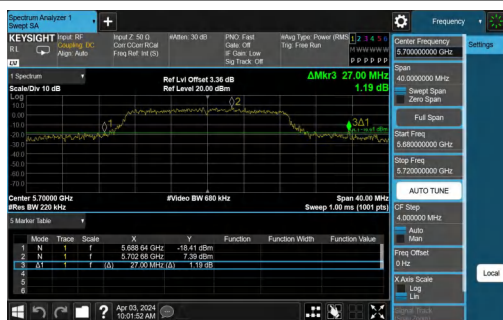 Spectrum Analyzer 1
Swept SA
Frequency
KEYSIGHT
Input: RF
Coupling: DC
Align: Auto
Input Z: 50 Ω
Corr CCorr RCal
Freq Ref: Int (S)
#Atten: 30 dB
PNO: Fast
Gate: Off
IF Gain: Low
Sig Track: Off
#Avg Type: Power (RMS
Trig: Free Run
1 2 3 4 5 6
M W W W W W
P P P P P P
RL
LV
1 Spectrum
Scale/Div 10 dB
Ref Lvl Offset 3.36 dB
Ref Level 20.00 dBm
ΔMkr3 27.00 MHz
1.19 dB
Log
10.0
0.00
-10.0
-20.0
-30.0
-40.0
-50.0
-60.0
-70.0
1
2
3Δ1
Center 5.70000 GHz
#Res BW 220 kHz
#Video BW 680 kHz
Span 40.00 MHz
Sweep 1.00 ms (1001 pts)
5 Marker Table
Mode Trace Scale X Y Function Function Width Function Value
1 N 1 f 5.688 64 GHz -18.41 dBm
2 N 1 f 5.702 68 GHz 7.39 dBm
3 Δ1 1 f (Δ) 27.00 MHz (Δ) 1.19 dB
4
5
6
Apr 03, 2024
10:01:52 AM
Center Frequency
5.700000000 GHz
Settings
Span
40.0000000 MHz
Swept Span
Zero Span
Full Span
Start Freq
5.680000000 GHz
Stop Freq
5.720000000 GHz
AUTO TUNE
CF Step
4.000000 MHz
Auto
Man
Freq Offset
0 Hz
X Axis Scale
Log
Lin
Local
Signal Track